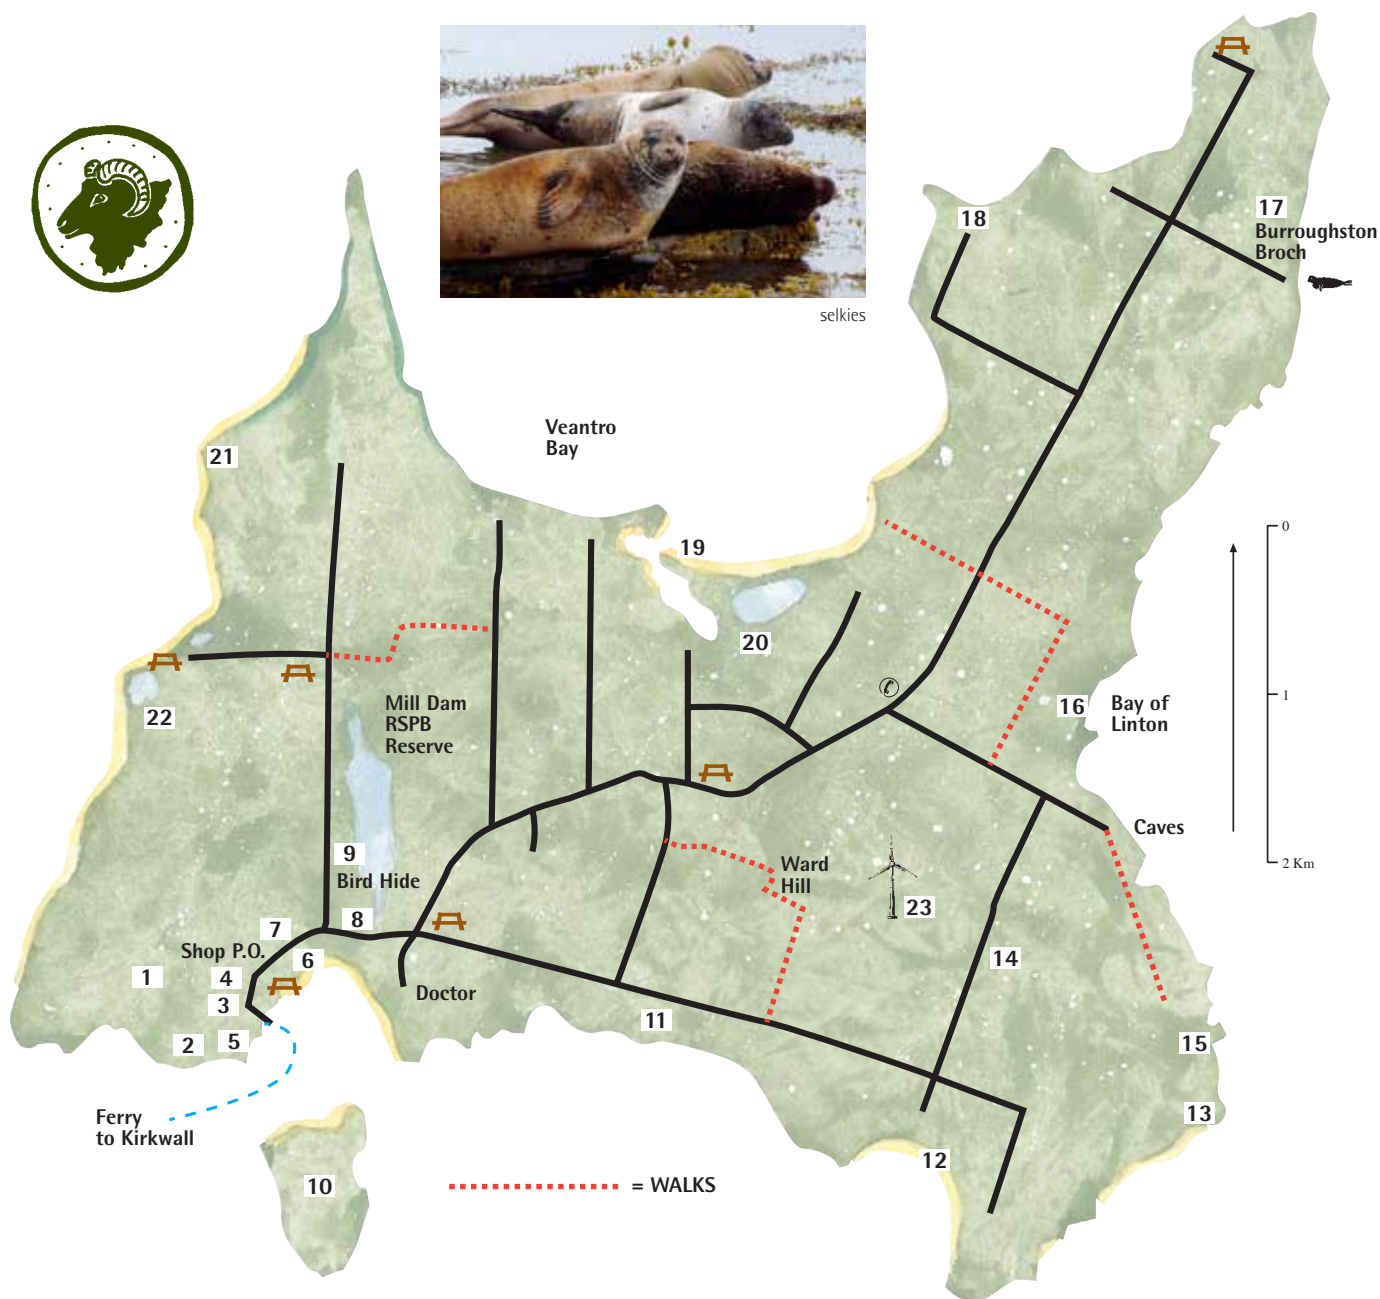 selkies
18
17
Burroughston
Broch
Veantro
Bay
21
19
20
0
1
2 Km
22
Mill Dam
RSPB
Reserve
16
Bay of
Linton
Caves
9
Bird Hide
Ward
Hill
23
7
8
Shop P.O.
6
1
4
3
Doctor
14
11
2
5
15
Ferry
to Kirkwall
13
12
10
= WALKS